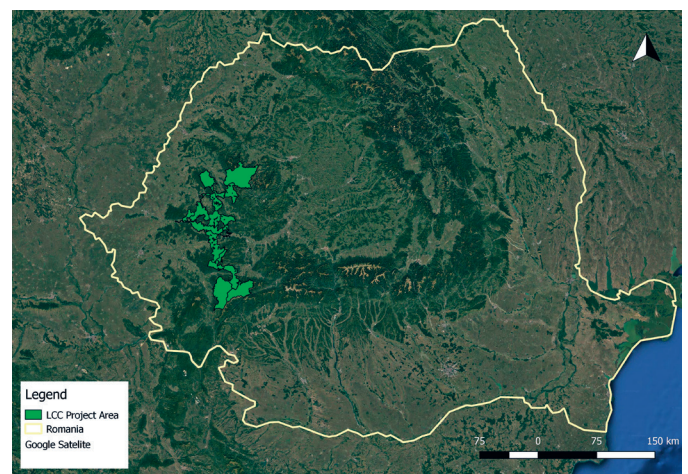 Legend
LCC Project Area
Romania
Google Satelite
75 0 75 150 km